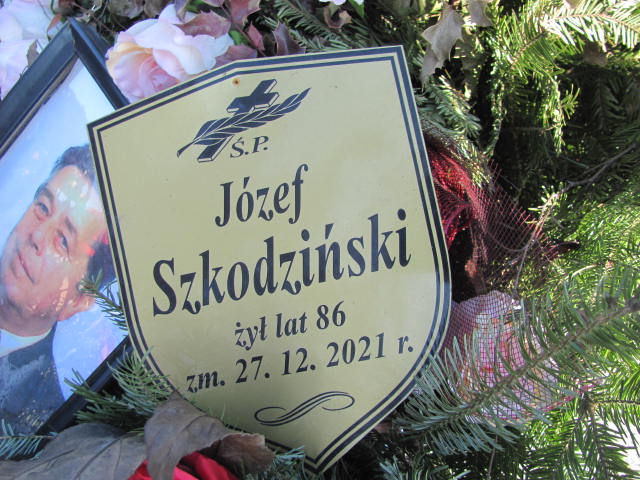 Ś.P.
Józef
Szkodziński
żył lat 86
zm. 27. 12. 2021 r.